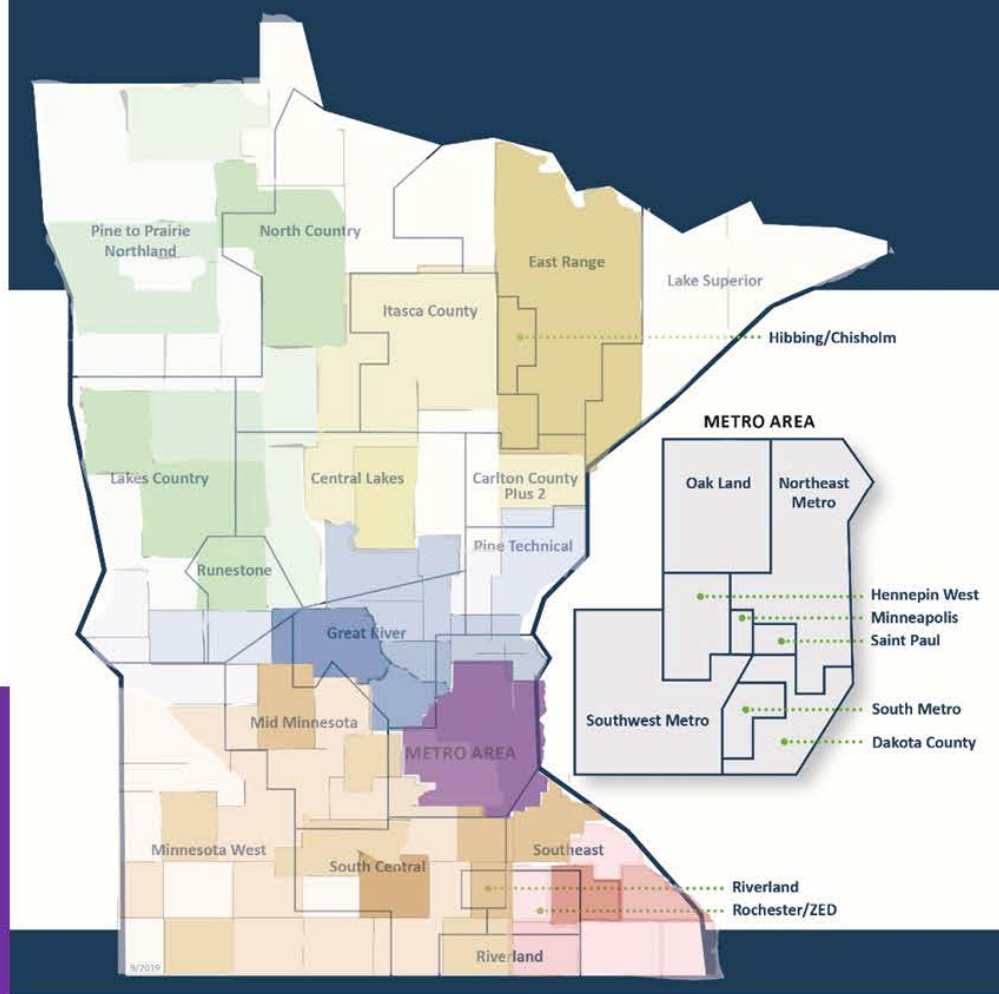 Pine to Prairie
Northland
North Country
East Range
Lake Superior
Itasca County
Hibbing/Chisholm
METRO AREA
Oak Land
Northeast
Metro
Lakes Country
Central Lakes
Carlton County
Plus 2
Pine Technical
Runestone
Hennepin West
Minneapolis
Saint Paul
Great River
Mid Minnesota
METRO AREA
Southwest Metro
South Metro
Dakota County
Minnesota West
South Central
Southeast
Riverland
Rochester/ZED
Riverland
9/2019